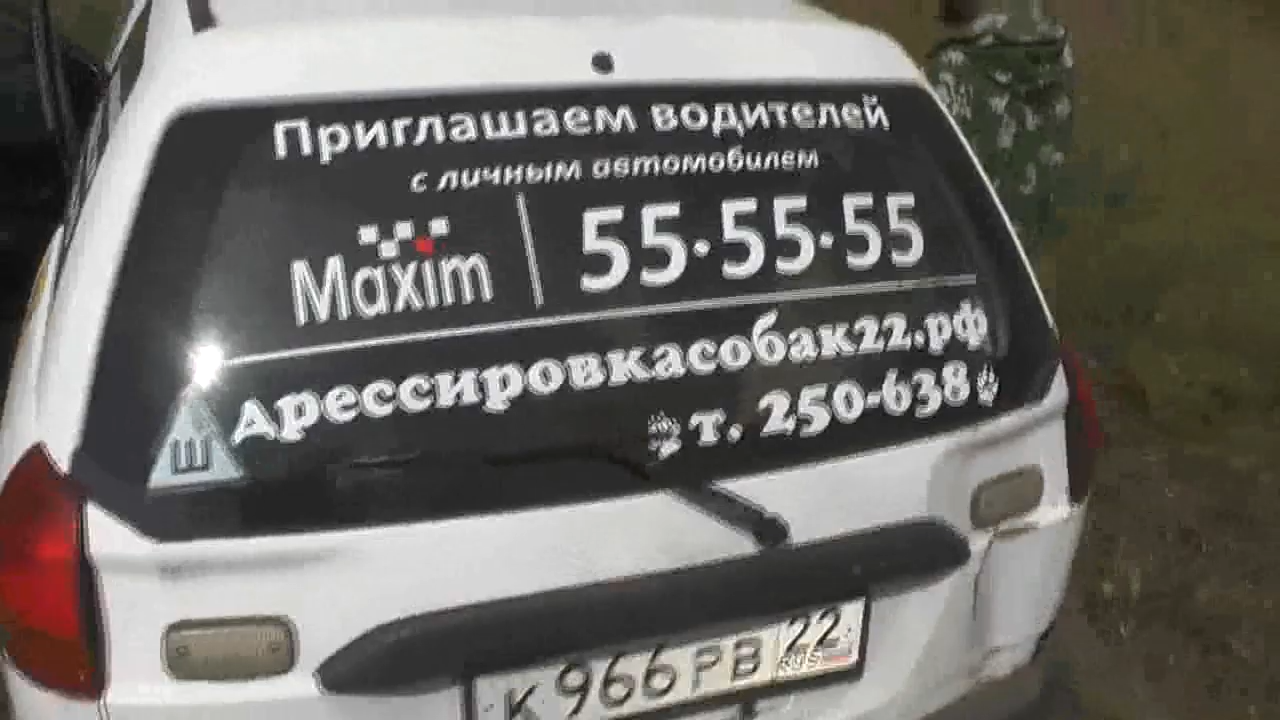 Приглашаем водителей
с личным автомобилем
Maxim 55·55·55
Дрессировкасобак22.рф
т. 250-638
Ш
К966РВ 22
RUS